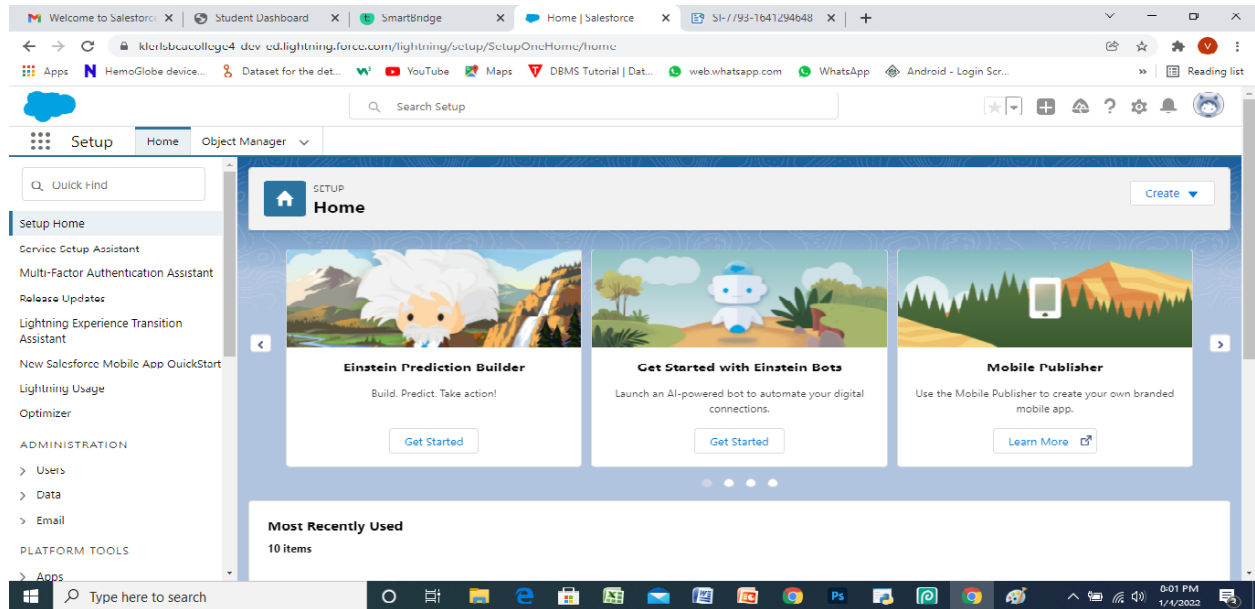 Welcome to Salesforc
Student Dashboard
SmartBridge
Home | Salesforce
SI-7793-1641294648
klerlsbcacollege4-dev-ed.lightning.force.com/lightning/setup/SetupOneHome/home
Apps
HemoGlobe device...
Dataset for the det...
YouTube
Maps
DBMS Tutorial | Dat...
web.whatsapp.com
WhatsApp
Android - Login Scr...
»
Reading list
Search Setup
Setup
Home
Object Manager
Quick Find
Setup Home
Service Setup Assistant
Multi-Factor Authentication Assistant
Release Updates
Lightning Experience Transition
Assistant
New Salesforce Mobile App QuickStart
Lightning Usage
Optimizer
ADMINISTRATION
Users
Data
Email
PLATFORM TOOLS
Apps
SETUP
Home
Create
Einstein Prediction Builder
Build. Predict. Take action!
Get Started
Get Started with Einstein Bots
Launch an AI-powered bot to automate your digital
connections.
Get Started
Mobile Publisher
Use the Mobile Publisher to create your own branded
mobile app.
Learn More
Most Recently Used
10 items
Type here to search
Ps
8:01 PM
1/4/2022